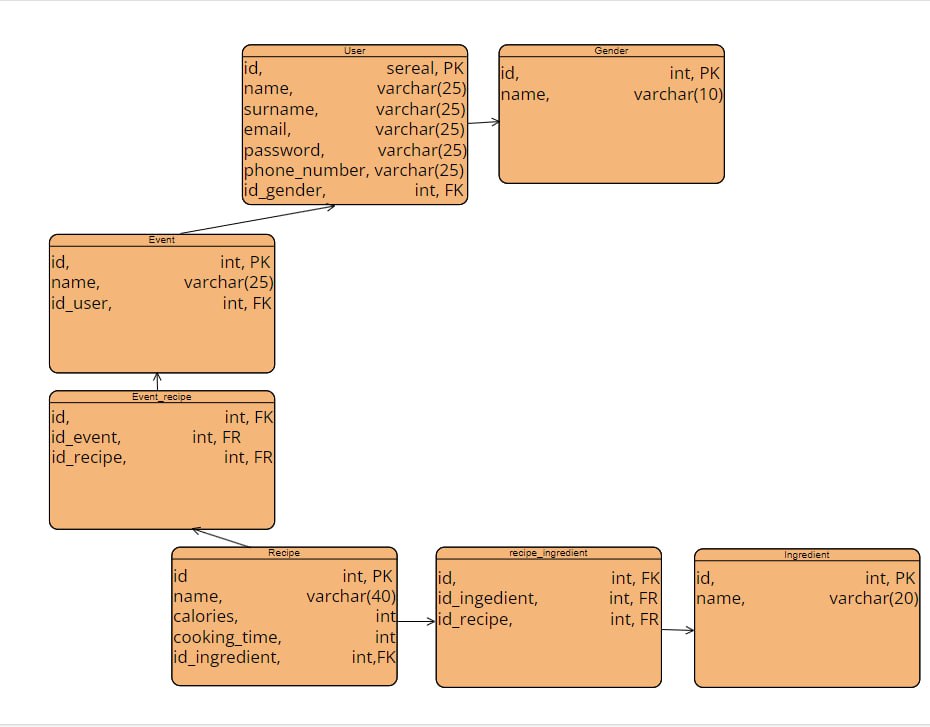 User
id, sereal, PK
name, varchar(25)
surname, varchar(25)
email, varchar(25)
password, varchar(25)
phone_number, varchar(25)
id_gender, int, FK
Gender
id, int, PK
name, varchar(10)
Event
id, int, PK
name, varchar(25)
id_user, int, FK
Event_recipe
id, int, FK
id_event, int, FR
id_recipe, int, FR
Recipe
id int, PK
name, varchar(40)
calories, int
cooking_time, int
id_ingredient, int,FK
recipe_ingredient
id, int, FK
id_ingedient, int, FR
id_recipe, int, FR
Ingredient
id, int, PK
name, varchar(20)